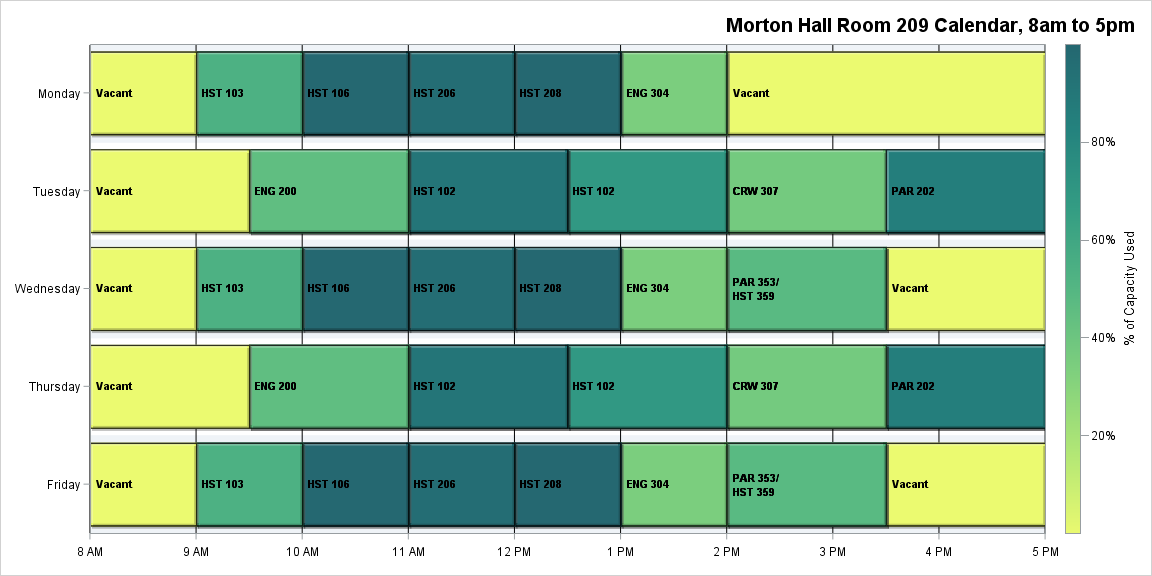 Morton Hall Room 209 Calendar, 8am to 5pm
Monday
Vacant
HST 103
HST 106
HST 206
HST 208
ENG 304
Vacant
Tuesday
Vacant
ENG 200
HST 102
HST 102
CRW 307
PAR 202
Wednesday
Vacant
HST 103
HST 106
HST 206
HST 208
ENG 304
PAR 353/
HST 359
Vacant
Thursday
Vacant
ENG 200
HST 102
HST 102
CRW 307
PAR 202
Friday
Vacant
HST 103
HST 106
HST 206
HST 208
ENG 304
PAR 353/
HST 359
Vacant
8 AM
9 AM
10 AM
11 AM
12 PM
1 PM
2 PM
3 PM
4 PM
5 PM
80%
60%
40%
20%
% of Capacity Used